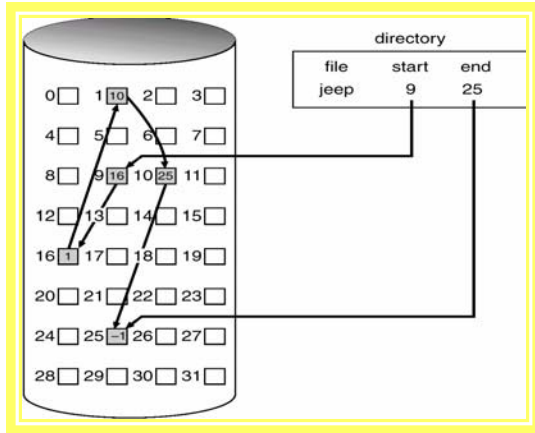 directory
file start end
jeep 9 25
0 1 10 2 3
4 5 6 7
8 9 16 10 25 11
12 13 14 15
16 1 17 18 19
20 21 22 23
24 25 -1 26 27
28 29 30 31